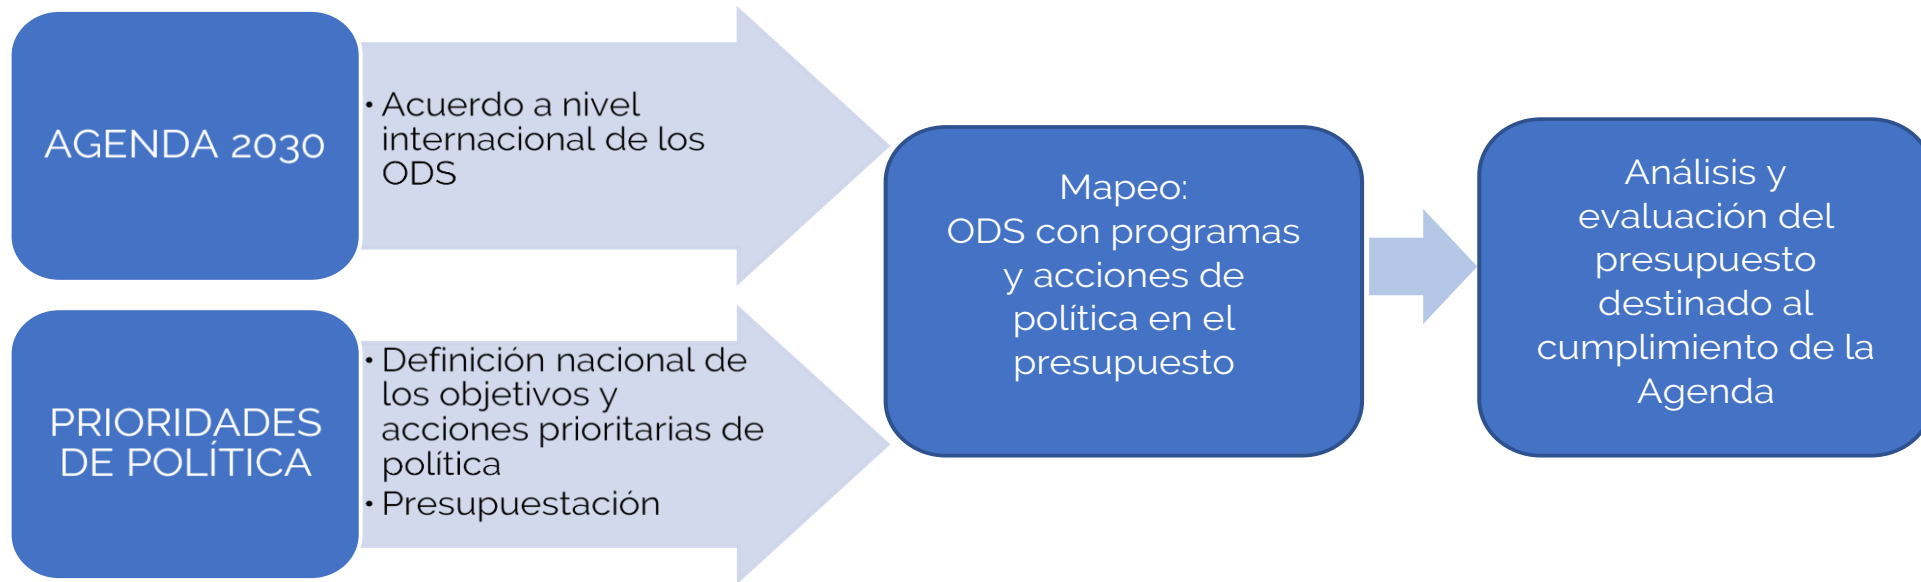 AGENDA 2030
• Acuerdo a nivel
internacional de los
ODS
PRIORIDADES
DE POLÍTICA
• Definición nacional de
los objetivos y
acciones prioritarias de
política
• Presupuestación
Mapeo:
ODS con programas
y acciones de
política en el
presupuesto
Análisis y
evaluación del
presupuesto
destinado al
cumplimiento de la
Agenda